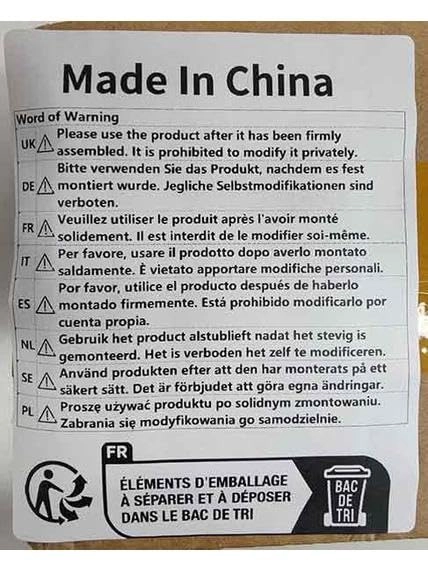 Made In China
Word of Warning
UK Please use the product after it has been firmly
assembled. It is prohibited to modify it privately.
Bitte verwenden Sie das Produkt, nachdem es fest
DE montiert wurde. Jegliche Selbstmodifikationen sind
verboten.
FR Veuillez utiliser le produit après l'avoir monté
solidement. Il est interdit de le modifier soi-même.
IT Per favore, usare il prodotto dopo averlo montato
saldamente. È vietato apportare modifiche personali.
Por favor, utilice el producto después de haberlo
ES montado firmemente. Está prohibido modificarlo por
cuenta propia.
NL Gebruik het product alstublieft nadat het stevig is
gemonteerd. Het is verboden het zelf te modificeren.
SE Använd produkten efter att den har monterats på ett
säkert sätt. Det är förbjudet att göra egna ändringar.
PL Proszę używać produktu po solidnym zmontowaniu.
Zabrania się modyfikowania go samodzielnie.
FR
ÉLÉMENTS D'EMBALLAGE
À SÉPARER ET À DÉPOSER
DANS LE BAC DE TRI
BAC
DE
TRI